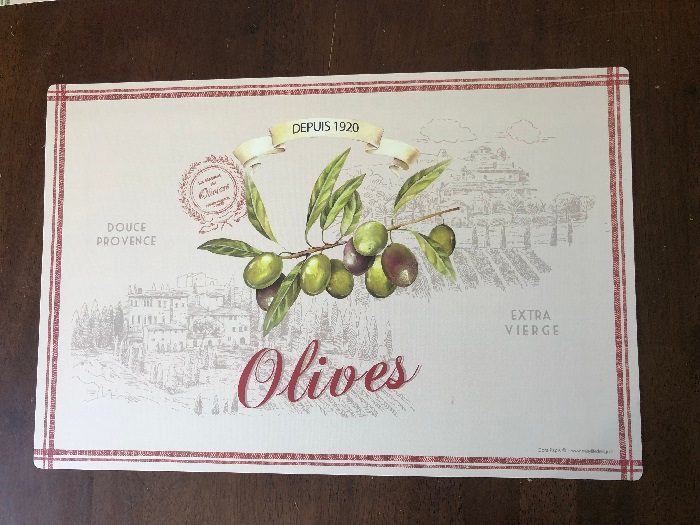 DEPUIS 1920
DOUCE
PROVENCE
EXTRA
VIERGE
Olives